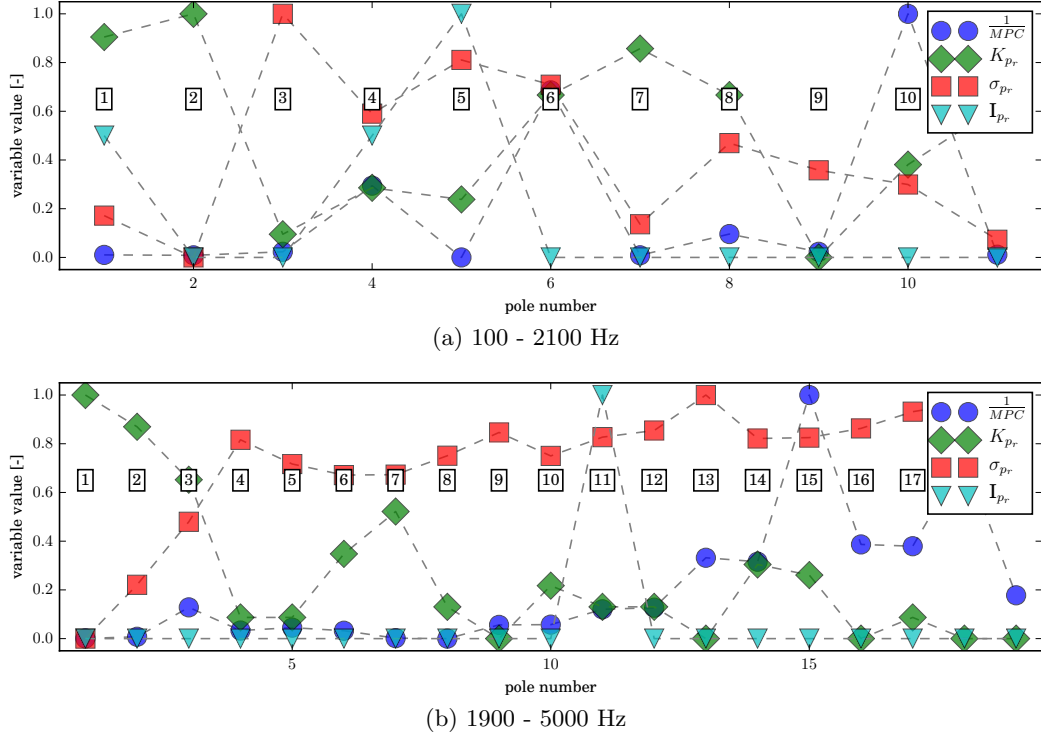 1.0
0.8
0.6
0.4
0.2
0.0
variable value [-]
1 2 3 4 5 6 7 8 9 10
1/MPC
K_{p_r}
σ_{p_r}
I_{p_r}
2 4 6 8 10
pole number
(a) 100 - 2100 Hz
1.0
0.8
0.6
0.4
0.2
0.0
variable value [-]
1 2 3 4 5 6 7 8 9 10 11 12 13 14 15 16 17
1/MPC
K_{p_r}
σ_{p_r}
I_{p_r}
5 10 15
pole number
(b) 1900 - 5000 Hz